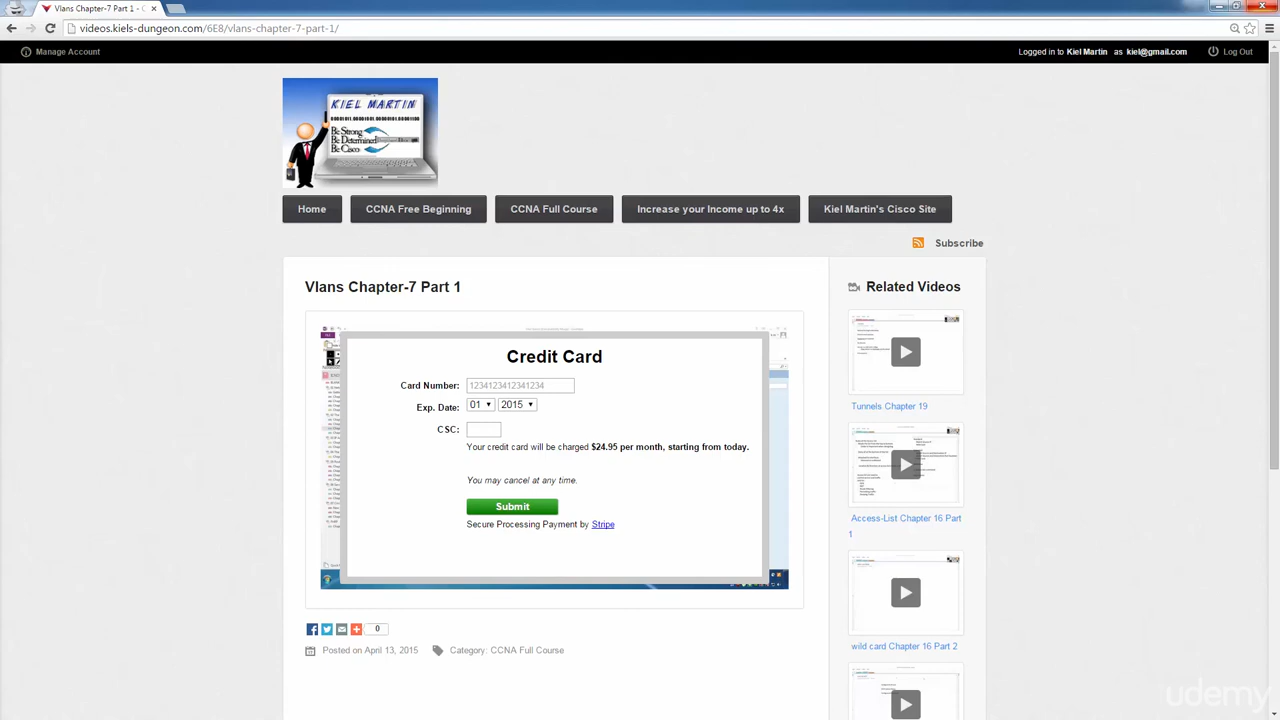 Vlans Chapter-7 Part 1 - C
videos.kiels-dungeon.com/6E8/vlans-chapter-7-part-1/
Manage Account
Logged in to Kiel Martin as kiel@gmail.com
Log Out
KIEL MARTIN
Be Strong
Be Determined
Be Cisco
Home
CCNA Free Beginning
CCNA Full Course
Increase your Income up to 4x
Kiel Martin's Cisco Site
Subscribe
Vlans Chapter-7 Part 1
Credit Card
Card Number: 1234123412341234
Exp. Date: 01 2015
CSC:
Your credit card will be charged $24.95 per month, starting from today.
You may cancel at any time.
Submit
Secure Processing Payment by Stripe
0
Posted on April 13, 2015
Category: CCNA Full Course
Related Videos
Tunnels Chapter 19
Access-List Chapter 16 Part
1
wild card Chapter 16 Part 2
udemy